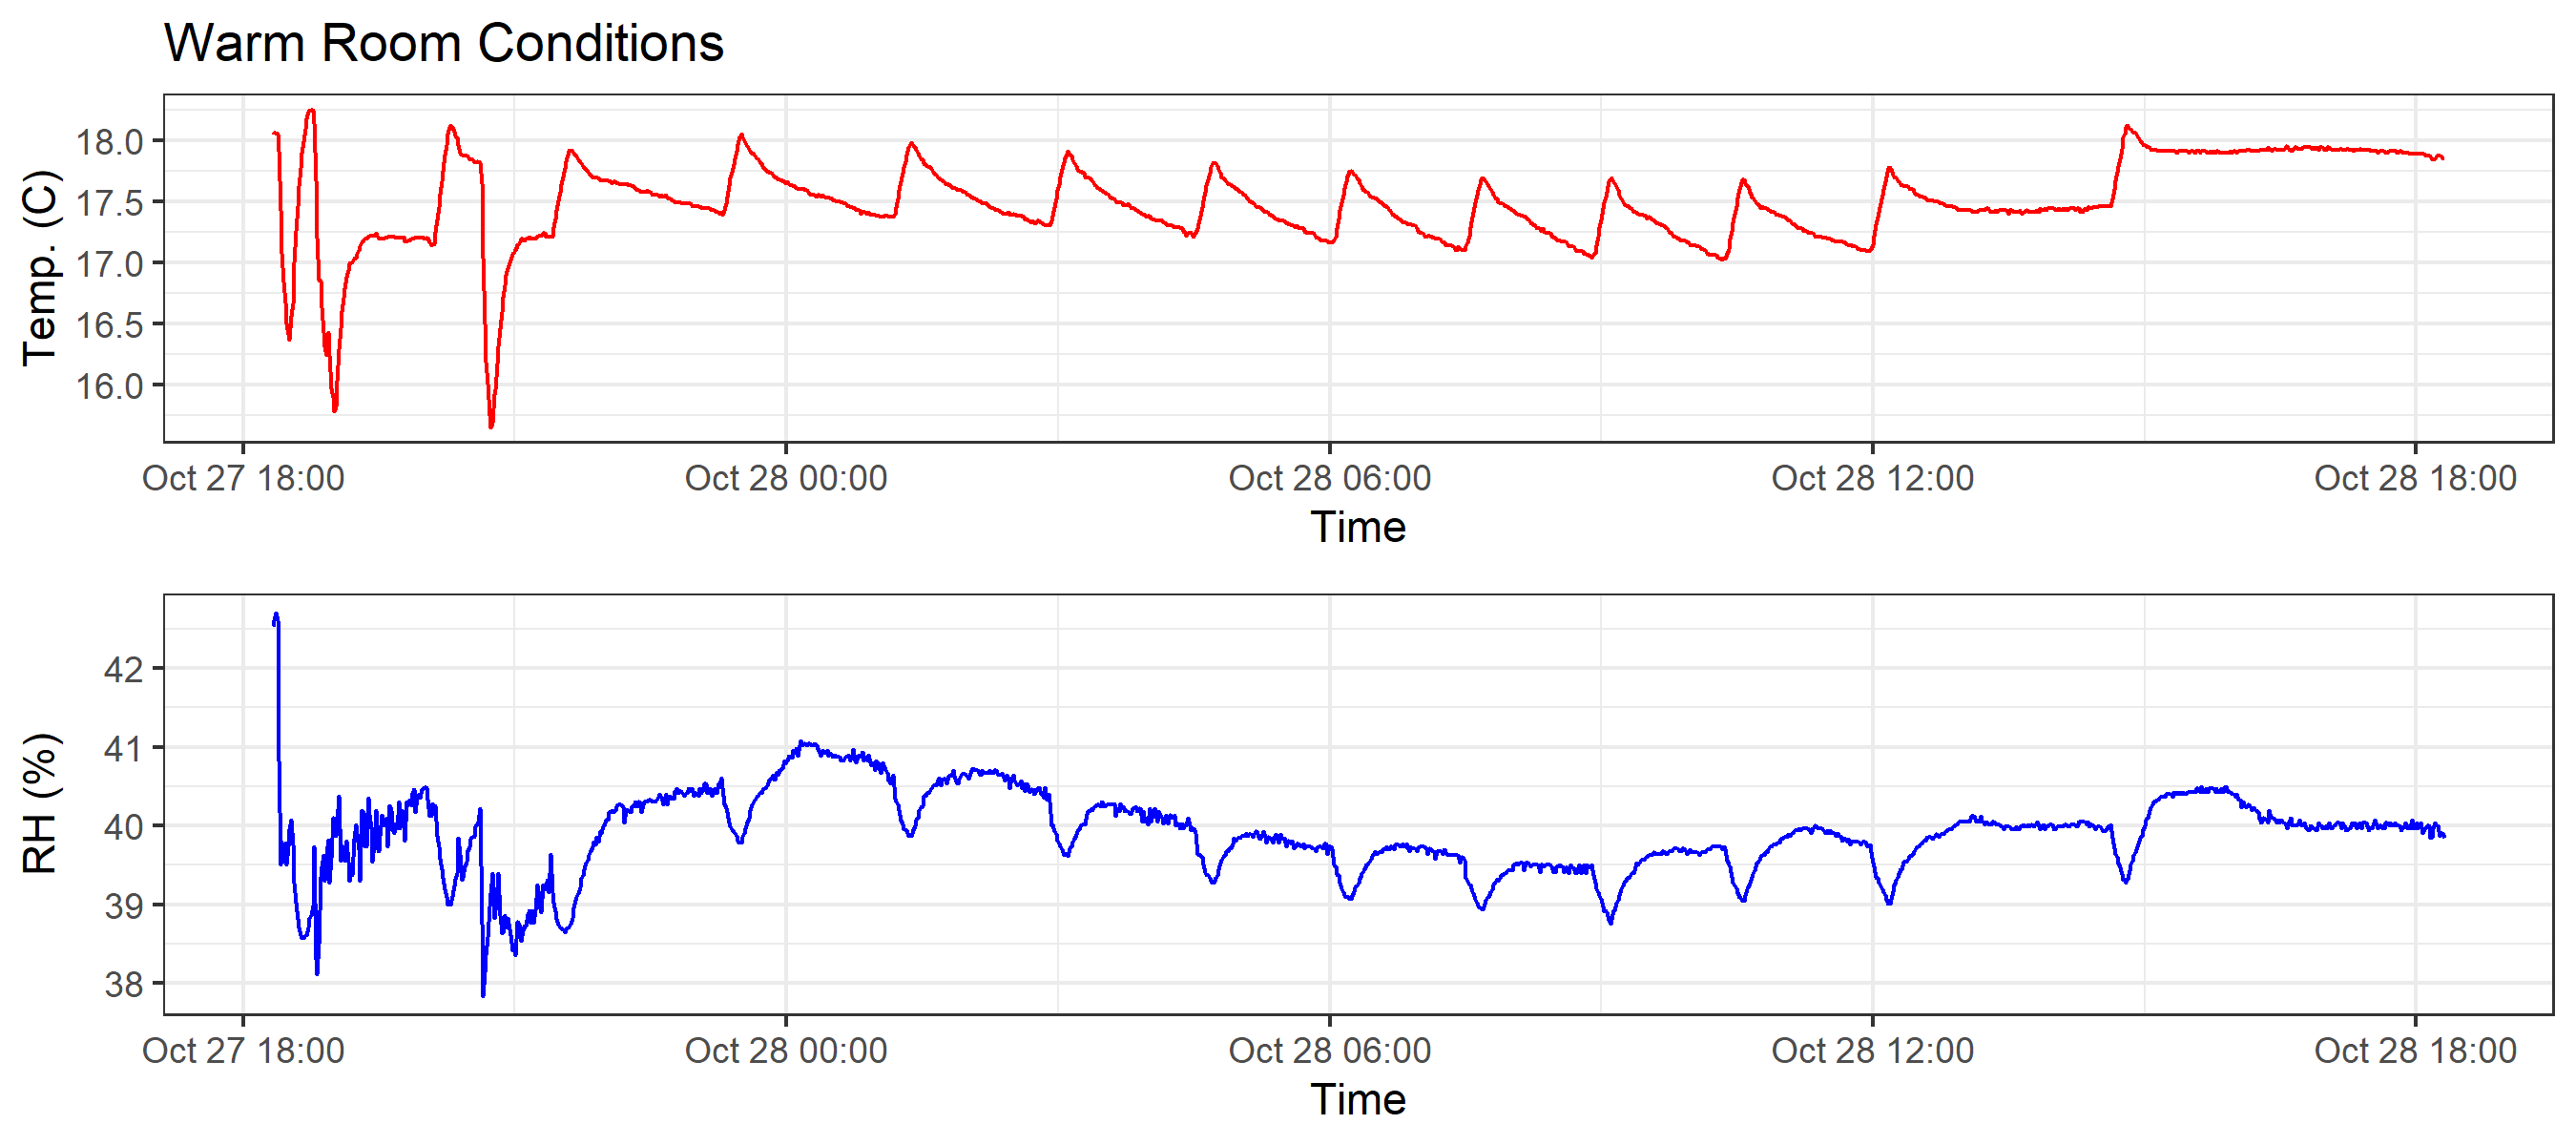 Warm Room Conditions
Temp. (C)
18.0
17.5
17.0
16.5
16.0
Oct 27 18:00 Oct 28 00:00 Oct 28 06:00 Oct 28 12:00 Oct 28 18:00
Time
RH (%)
42
41
40
39
38
Oct 27 18:00 Oct 28 00:00 Oct 28 06:00 Oct 28 12:00 Oct 28 18:00
Time